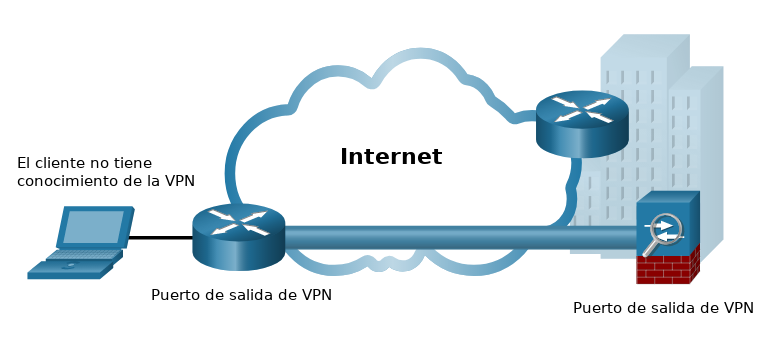 El cliente no tiene
conocimiento de la VPN
Internet
Puerto de salida de VPN
Puerto de salida de VPN